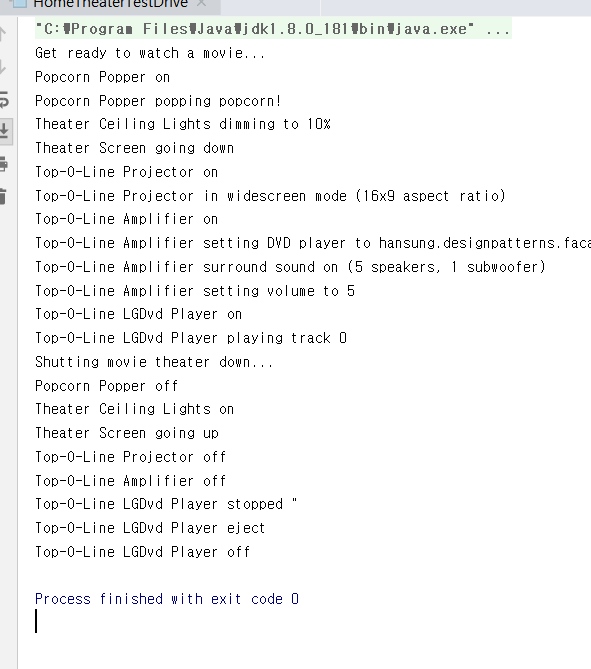 HomeTheaterTestDrive ×
"C:₩Program Files₩Java₩jdk1.8.0_181₩bin₩java.exe" ...
Get ready to watch a movie...
Popcorn Popper on
Popcorn Popper popping popcorn!
Theater Ceiling Lights dimming to 10%
Theater Screen going down
Top-O-Line Projector on
Top-O-Line Projector in widescreen mode (16x9 aspect ratio)
Top-O-Line Amplifier on
Top-O-Line Amplifier setting DVD player to hansung.designpatterns.faca
Top-O-Line Amplifier surround sound on (5 speakers, 1 subwoofer)
Top-O-Line Amplifier setting volume to 5
Top-O-Line LGDvd Player on
Top-O-Line LGDvd Player playing track 0
Shutting movie theater down...
Popcorn Popper off
Theater Ceiling Lights on
Theater Screen going up
Top-O-Line Projector off
Top-O-Line Amplifier off
Top-O-Line LGDvd Player stopped "
Top-O-Line LGDvd Player eject
Top-O-Line LGDvd Player off
Process finished with exit code 0